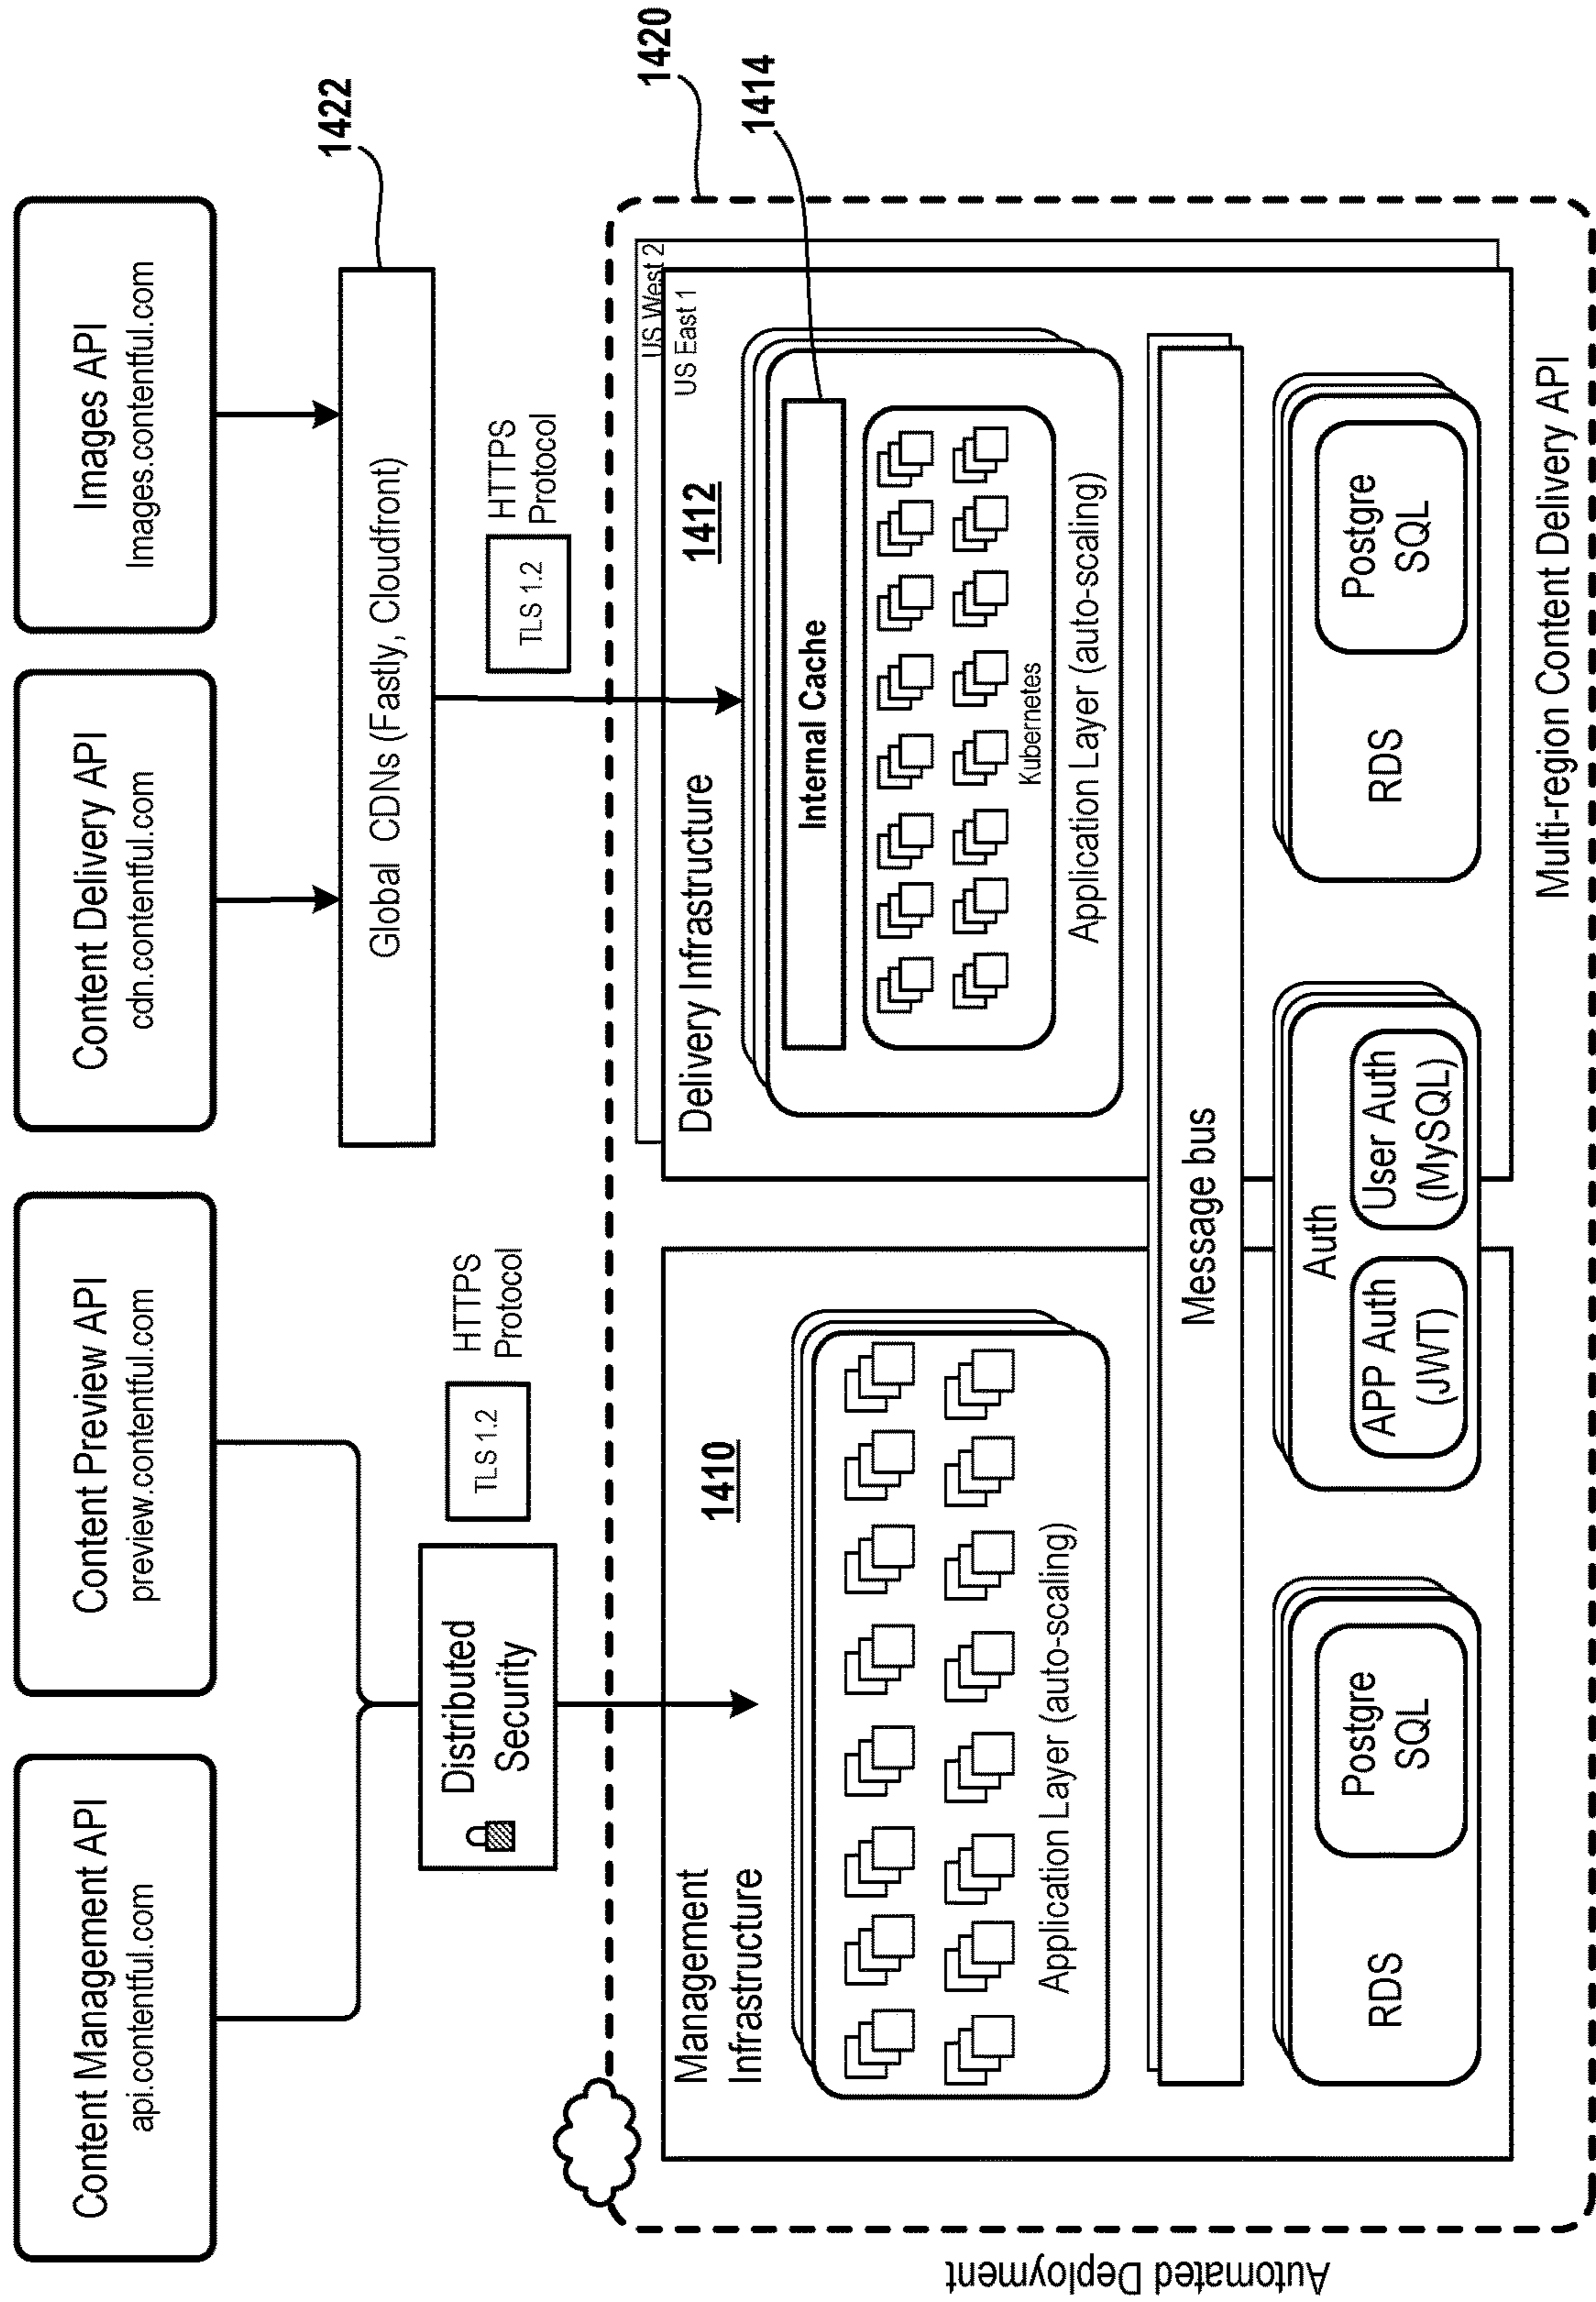 Content Management API
api.contentful.com
Content Preview API
preview.contentful.com
Content Delivery API
cdn.contentful.com
Images API
Images.contentful.com
1422
Global CDNs (Fastly, Cloudfront)
Distributed
Security
TLS 1.2
HTTPS
Protocol
TLS 1.2
HTTPS
Protocol
1420
1414
Automated Deployment
Management
Infrastructure
1410
Application Layer (auto-scaling)
US West 2
US East 1
Delivery Infrastructure
1412
Internal Cache
Kubernetes
Application Layer (auto-scaling)
Message bus
RDS
Postgre
SQL
Auth
APP Auth
(JWT)
User Auth
(MySQL)
RDS
Postgre
SQL
Multi-region Content Delivery API